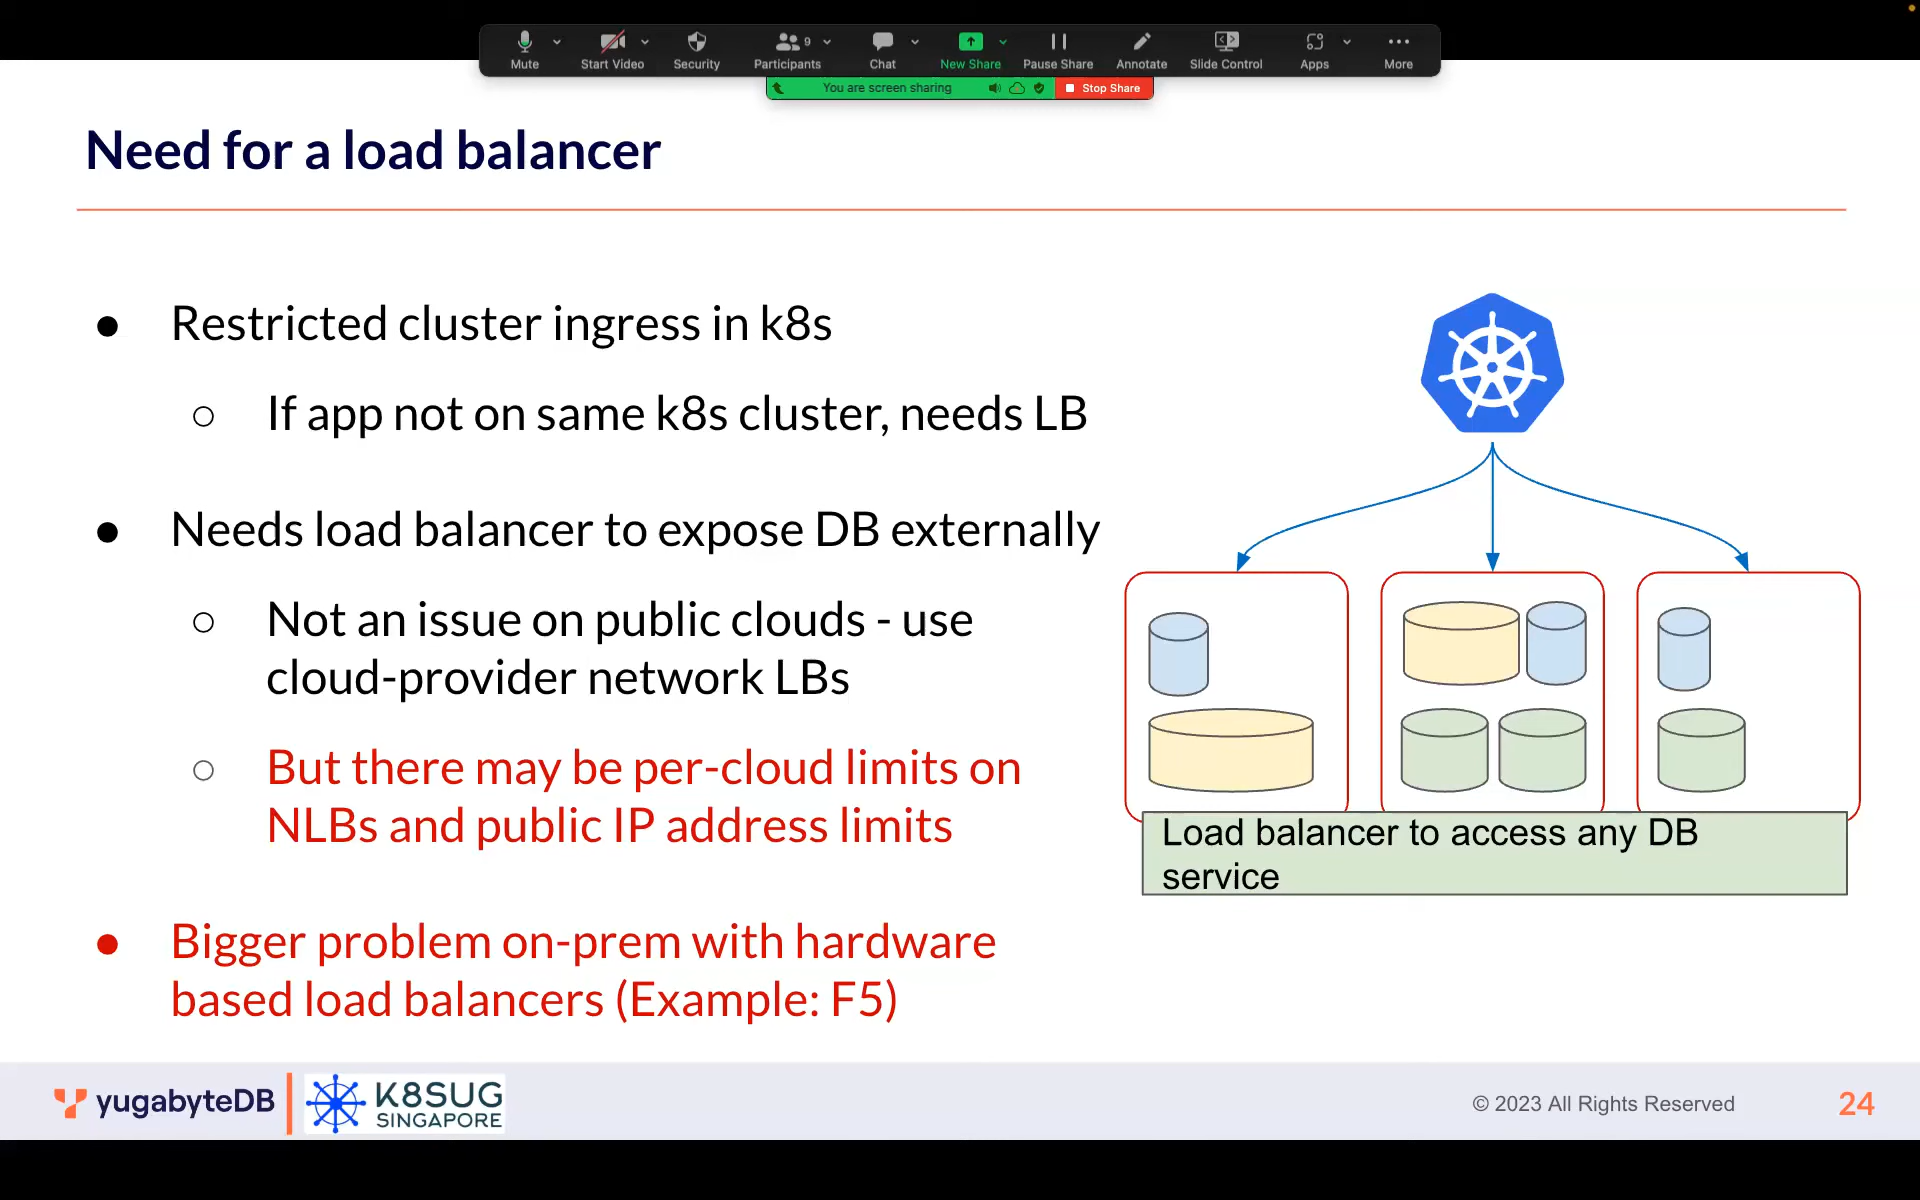 Mute
Start Video
Security
Participants
9
Chat
New Share
Pause Share
Annotate
Slide Control
Apps
More
You are screen sharing
Stop Share
Need for a load balancer
● Restricted cluster ingress in k8s
○ If app not on same k8s cluster, needs LB
● Needs load balancer to expose DB externally
○ Not an issue on public clouds - use
cloud-provider network LBs
○ But there may be per-cloud limits on
NLBs and public IP address limits
● Bigger problem on-prem with hardware
based load balancers (Example: F5)
Load balancer to access any DB
service
yugabyteDB
K8SUG
SINGAPORE
© 2023 All Rights Reserved
24